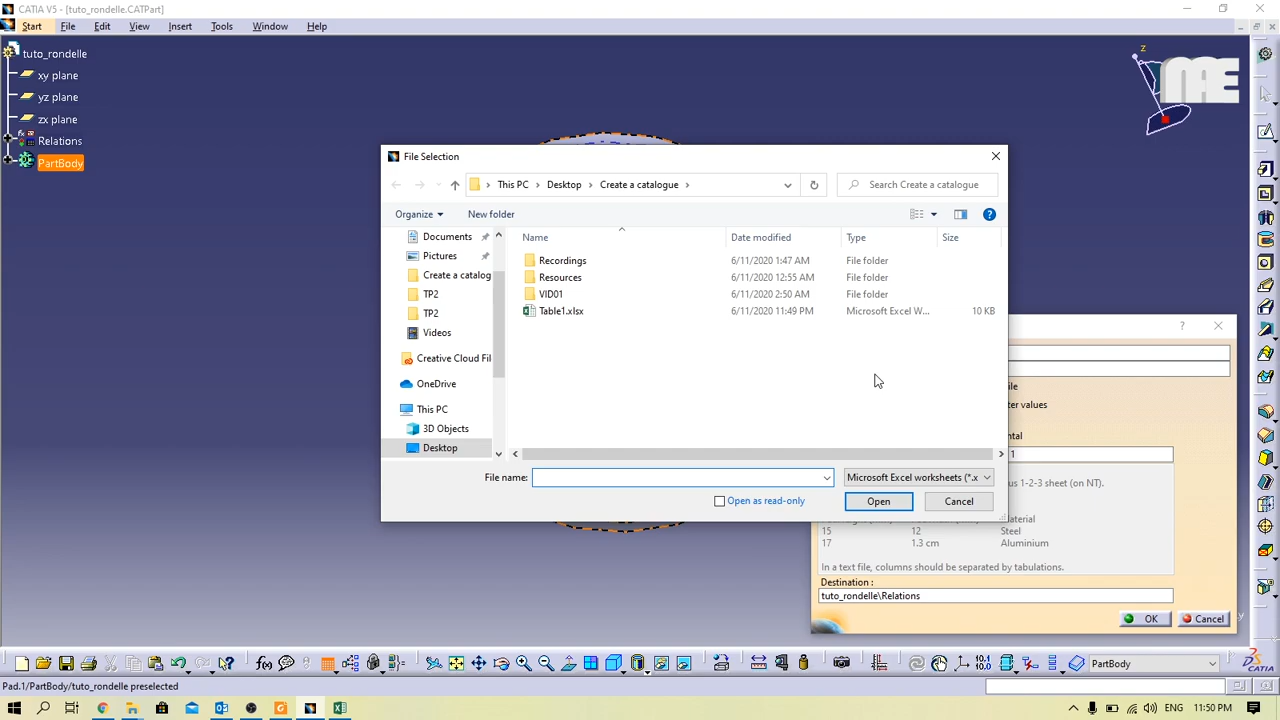 CATIA V5 - [tuto_rondelle.CATPart]
Start File Edit View Insert Tools Window Help
tuto_rondelle
xy plane
yz plane
zx plane
Relations
PartBody
z
File Selection
This PC > Desktop > Create a catalogue >
Search Create a catalogue
Organize New folder
Name Date modified Type Size
Documents
Pictures
Create a catalog
TP2
TP2
Videos
Creative Cloud Fil
OneDrive
This PC
3D Objects
Desktop
Recordings 6/11/2020 1:47 AM File folder
Resources 6/11/2020 12:55 AM File folder
VID01 6/11/2020 2:50 AM File folder
Table1.xlsx 6/11/2020 11:49 PM Microsoft Excel W... 10 KB
File name:
Microsoft Excel worksheets (*.x
Open as read-only
Open Cancel
ile
ter values
ntal
1
us 1-2-3 sheet (on NT).
Material
15 12 Steel
17 1.3 cm Aluminium
In a text file, columns should be separated by tabulations.
Destination :
tuto_rondelle\Relations
OK Cancel
y
PartBody
CATIA
Pad.1/PartBody/tuto_rondelle preselected
ENG 11:50 PM